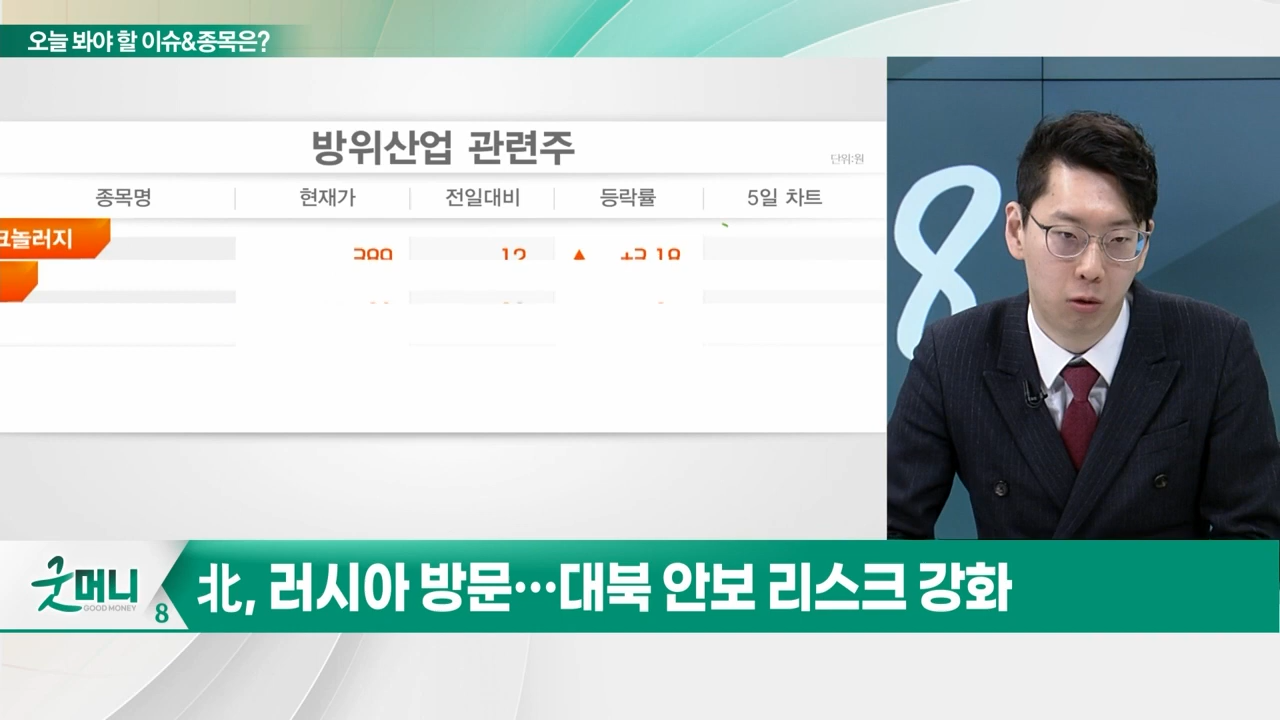 오늘 봐야 할 이슈&종목은?
방위산업 관련주
단위:원
종목명 현재가 전일대비 등락률 5일 차트
크놀러지
8
굿머니
GOOD MONEY
8
北, 러시아 방문…대북 안보 리스크 강화